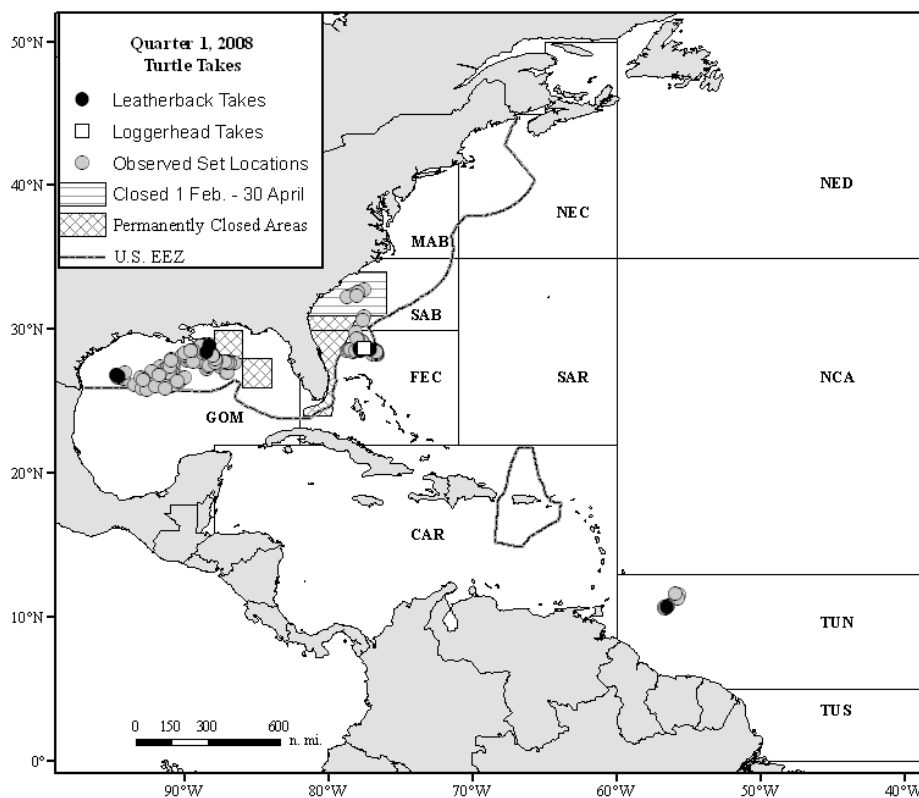 Quarter 1, 2008
Turtle Takes
Leatherback Takes
Loggerhead Takes
Observed Set Locations
Closed 1 Feb. - 30 April
Permanently Closed Areas
U.S. EEZ
50°N
40°N
30°N
20°N
10°N
0°
NED
NEC
MAB
SAB
FEC
SAR
NCA
GOM
CAR
TUN
TUS
0 150 300 600
n. mi.
90°W 80°W 70°W 60°W 50°W 40°W